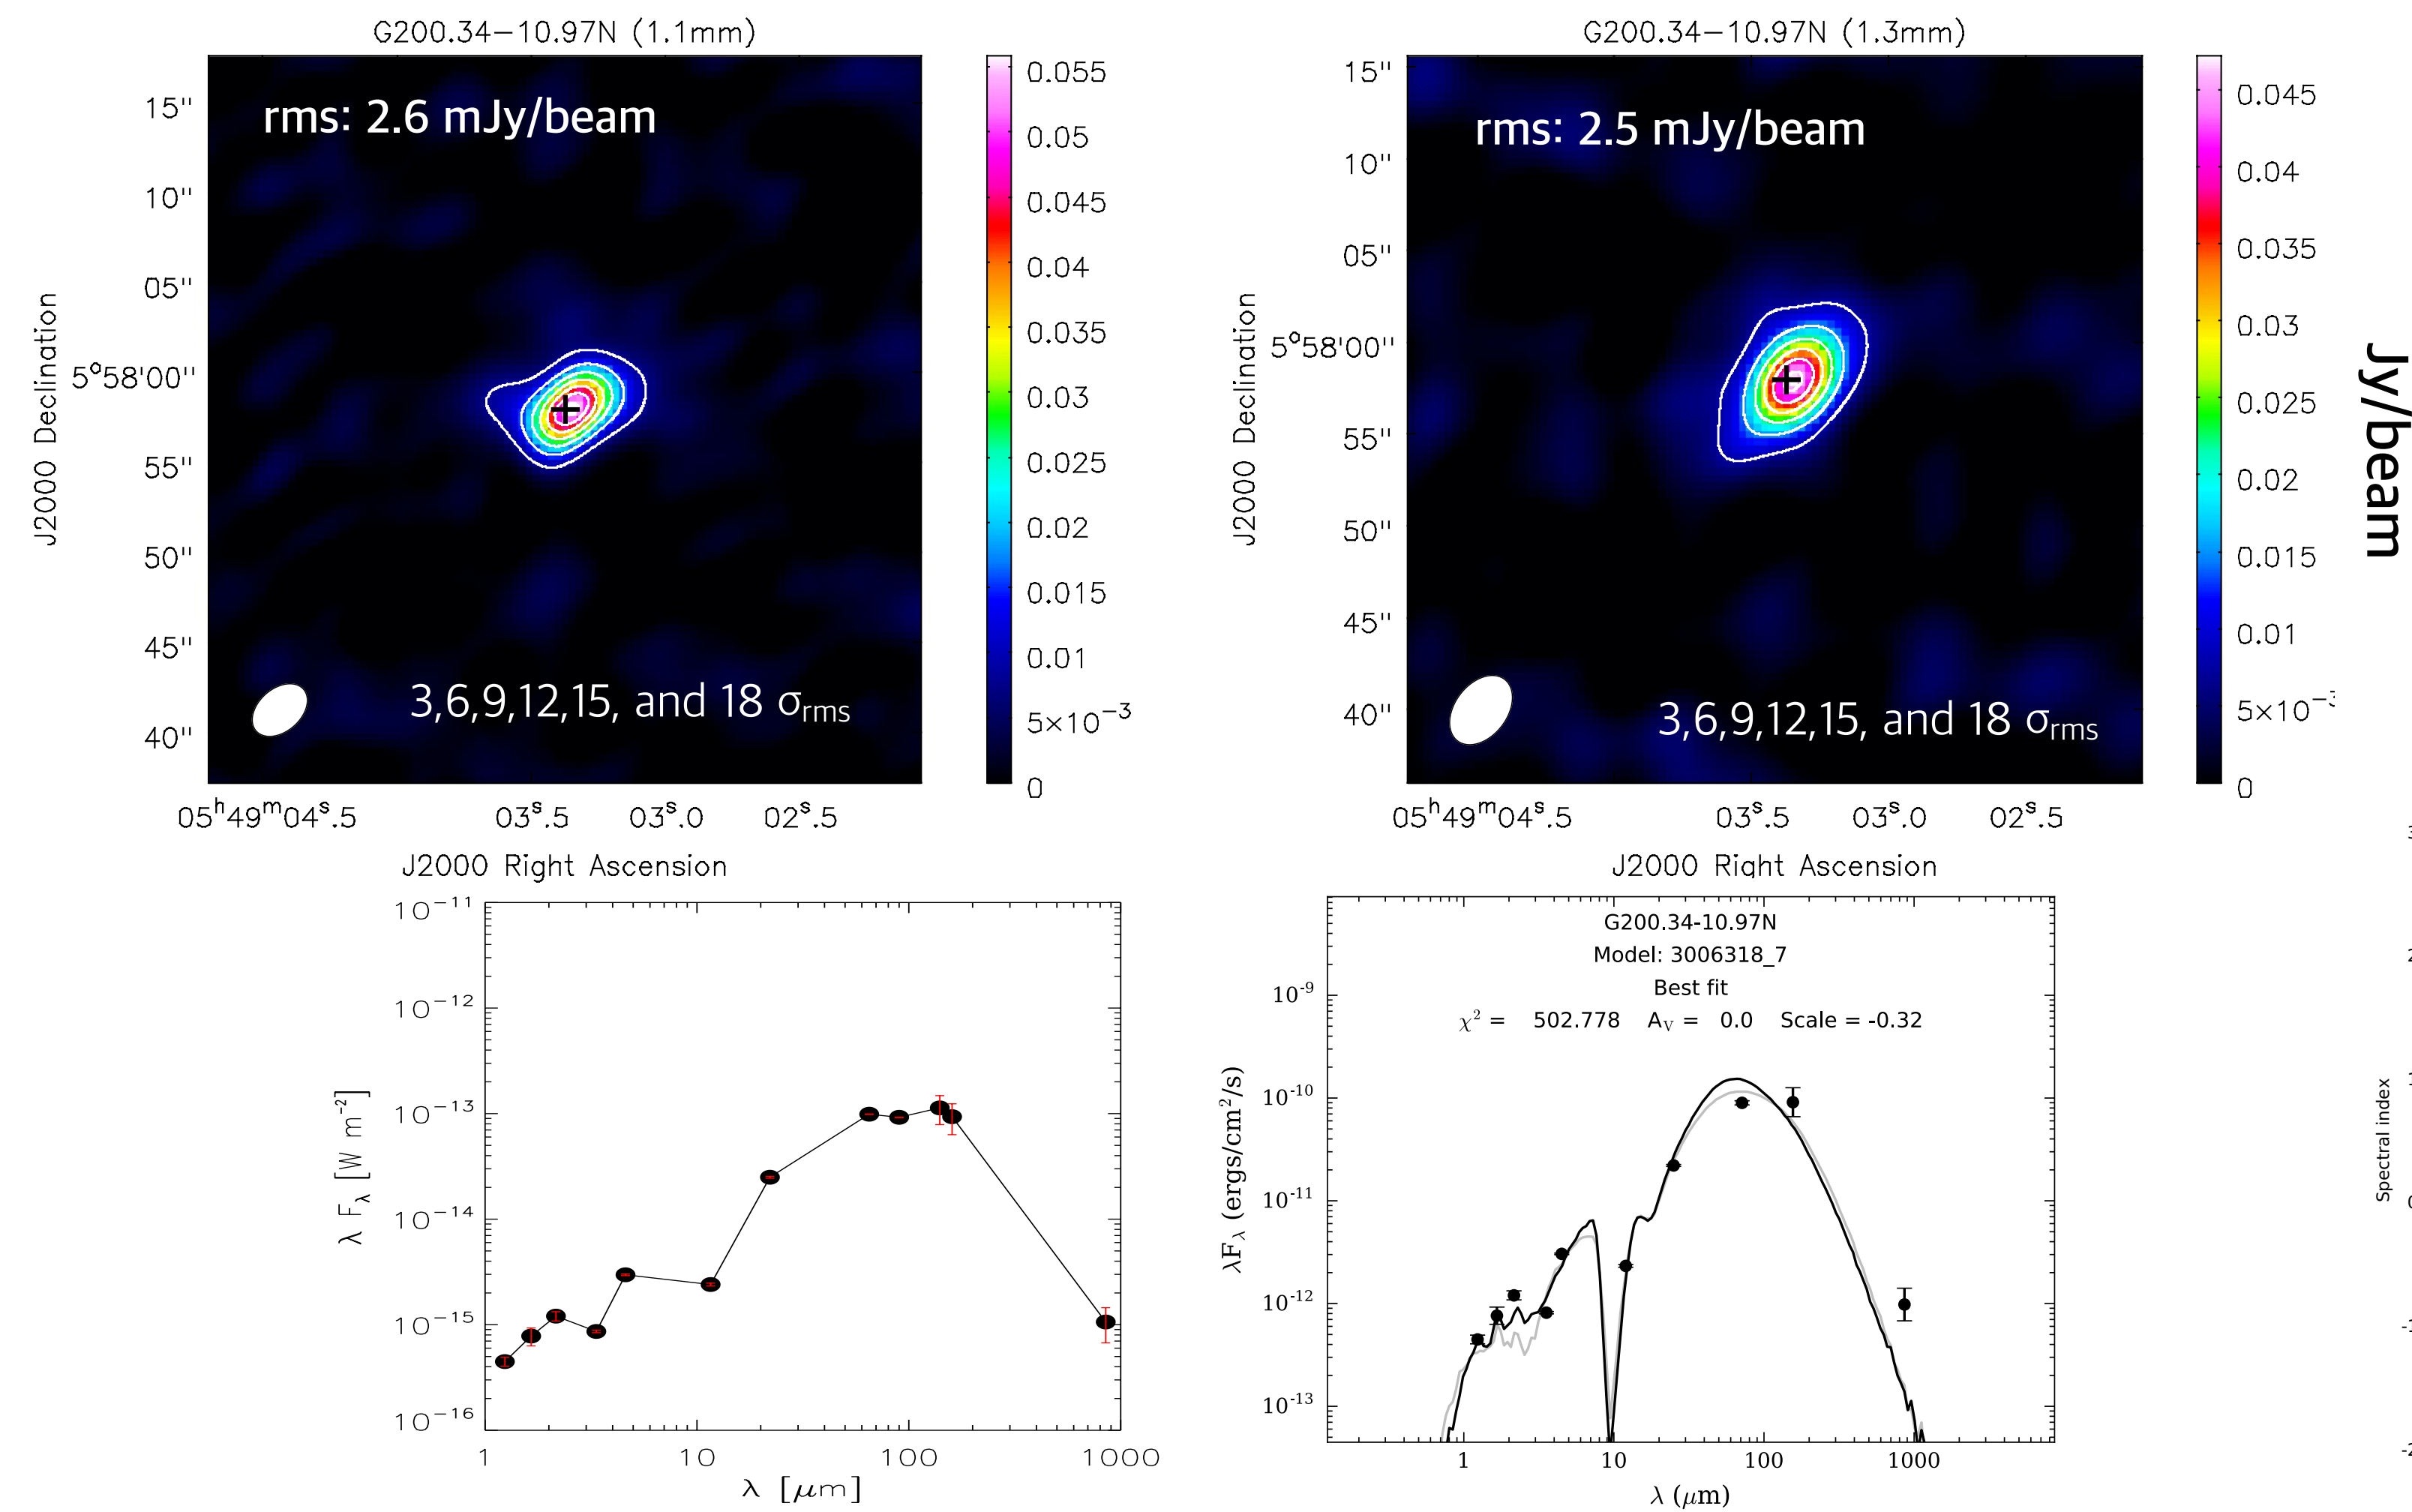 G200.34−10.97N (1.1mm)
rms: 2.6 mJy/beam
15"
10"
05"
5°58'00"
55"
50"
45"
40"
J2000 Declination
3,6,9,12,15, and 18 σrms
05ʰ49ᵐ04ˢ.5
03ˢ.5
03ˢ.0
02ˢ.5
J2000 Right Ascension
0.055
0.05
0.045
0.04
0.035
0.03
0.025
0.02
0.015
0.01
5×10⁻³
0
G200.34−10.97N (1.3mm)
rms: 2.5 mJy/beam
15"
10"
05"
5°58'00"
55"
50"
45"
40"
J2000 Declination
3,6,9,12,15, and 18 σrms
05ʰ49ᵐ04ˢ.5
03ˢ.5
03ˢ.0
02ˢ.5
J2000 Right Ascension
0.045
0.04
0.035
0.03
0.025
0.02
0.015
0.01
5×10⁻
0
Jy/beam
10⁻¹¹
10⁻¹²
10⁻¹³
10⁻¹⁴
10⁻¹⁵
10⁻¹⁶
λ Fλ [W m⁻²]
1
10
100
1000
λ [μm]
G200.34-10.97N
Model: 3006318_7
Best fit
χ² = 502.778 AV = 0.0 Scale = -0.32
10⁻⁹
10⁻¹⁰
10⁻¹¹
10⁻¹²
10⁻¹³
λFλ (ergs/cm²/s)
1
10
100
1000
λ (μm)
Spectral index